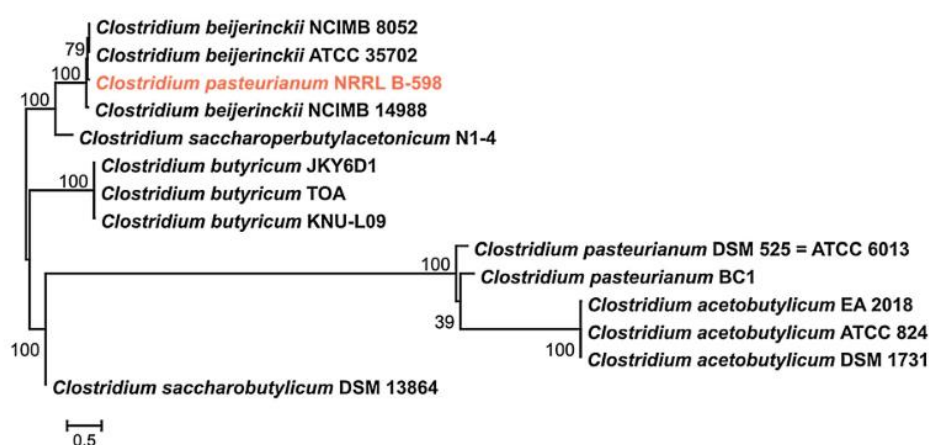 Clostridium beijerinckii NCIMB 8052
79
Clostridium beijerinckii ATCC 35702
100
Clostridium pasteurianum NRRL B-598
100
Clostridium beijerinckii NCIMB 14988
Clostridium saccharoperbutylacetonicum N1-4
Clostridium butyricum JKY6D1
100
Clostridium butyricum TOA
Clostridium butyricum KNU-L09
Clostridium pasteurianum DSM 525 = ATCC 6013
100
Clostridium pasteurianum BC1
Clostridium acetobutylicum EA 2018
39
Clostridium acetobutylicum ATCC 824
100
100
Clostridium acetobutylicum DSM 1731
Clostridium saccharobutylicum DSM 13864
0.5